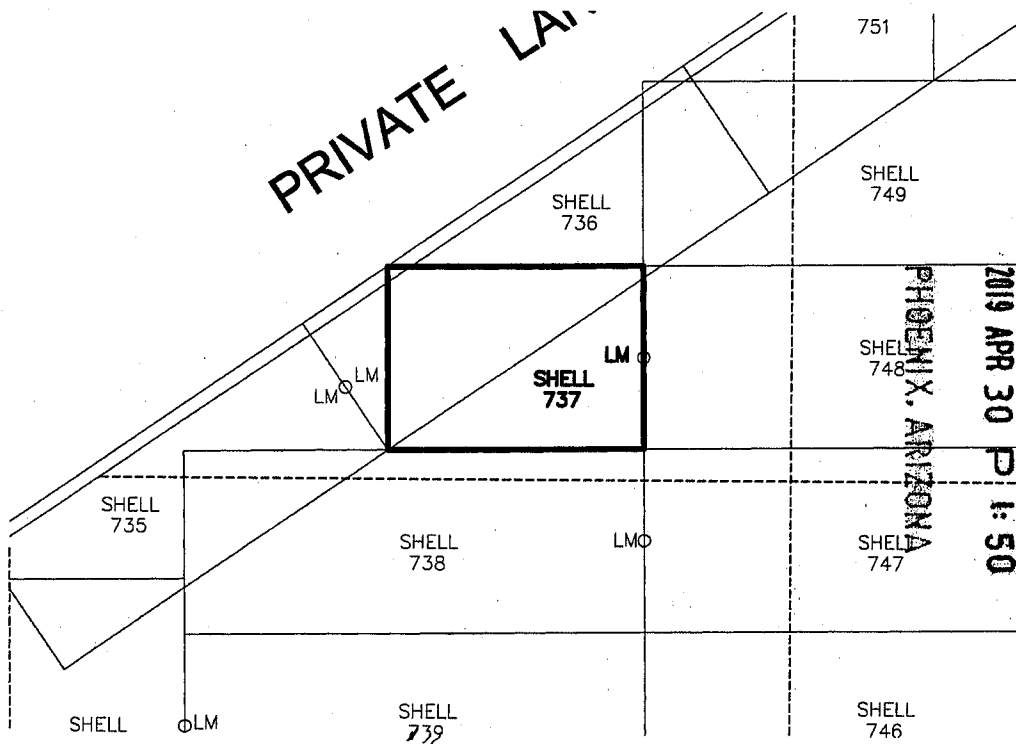 PRIVATE
751
SHELL
749
SHELL
736
LM
SHELL
748
LM
LM
SHELL
737
SHELL
735
SHELL
738
LM
SHELL
747
SHELL
LM
SHELL
739
SHELL
746
2019 APR 30 P 1:50
PHOENIX, ARIZONA